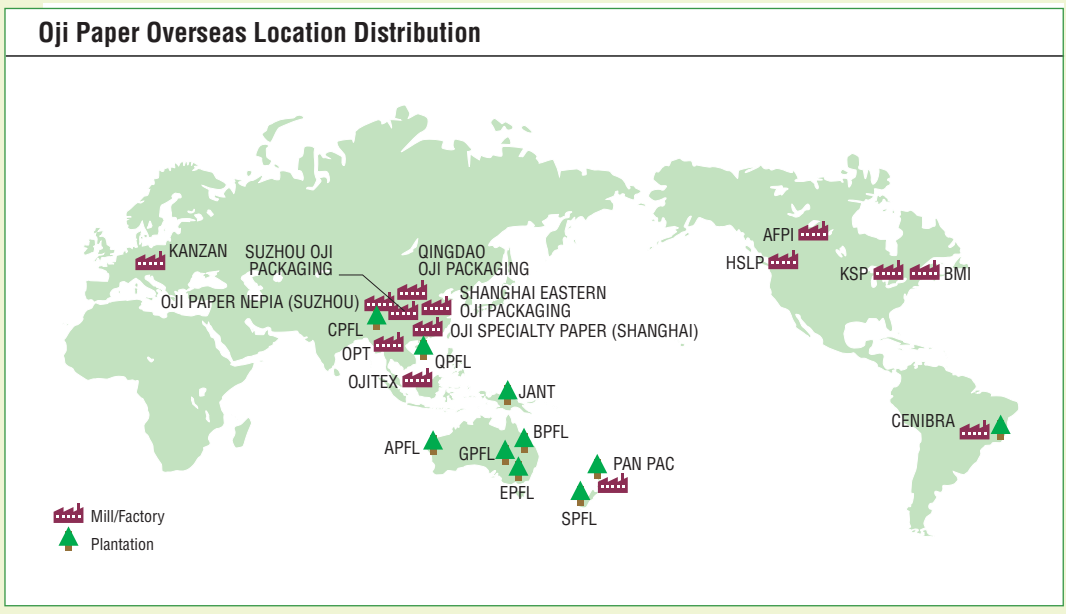 Oji Paper Overseas Location Distribution
KANZAN
SUZHOU OJI
PACKAGING
QINGDAO
OJI PACKAGING
OJI PAPER NEPIA (SUZHOU)
SHANGHAI EASTERN
OJI PACKAGING
CPFL
OJI SPECIALTY PAPER (SHANGHAI)
OPT
QPFL
OJITEX
JANT
APFL
BPFL
GPFL
EPFL
PAN PAC
SPFL
AFPI
HSLP
KSP
BMI
CENIBRA
Mill/Factory
Plantation